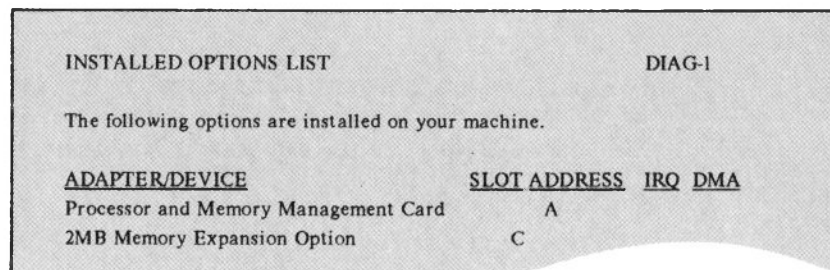 INSTALLED OPTIONS LIST DIAG-1
The following options are installed on your machine.
ADAPTER/DEVICE SLOT ADDRESS IRQ DMA
Processor and Memory Management Card A
2MB Memory Expansion Option C